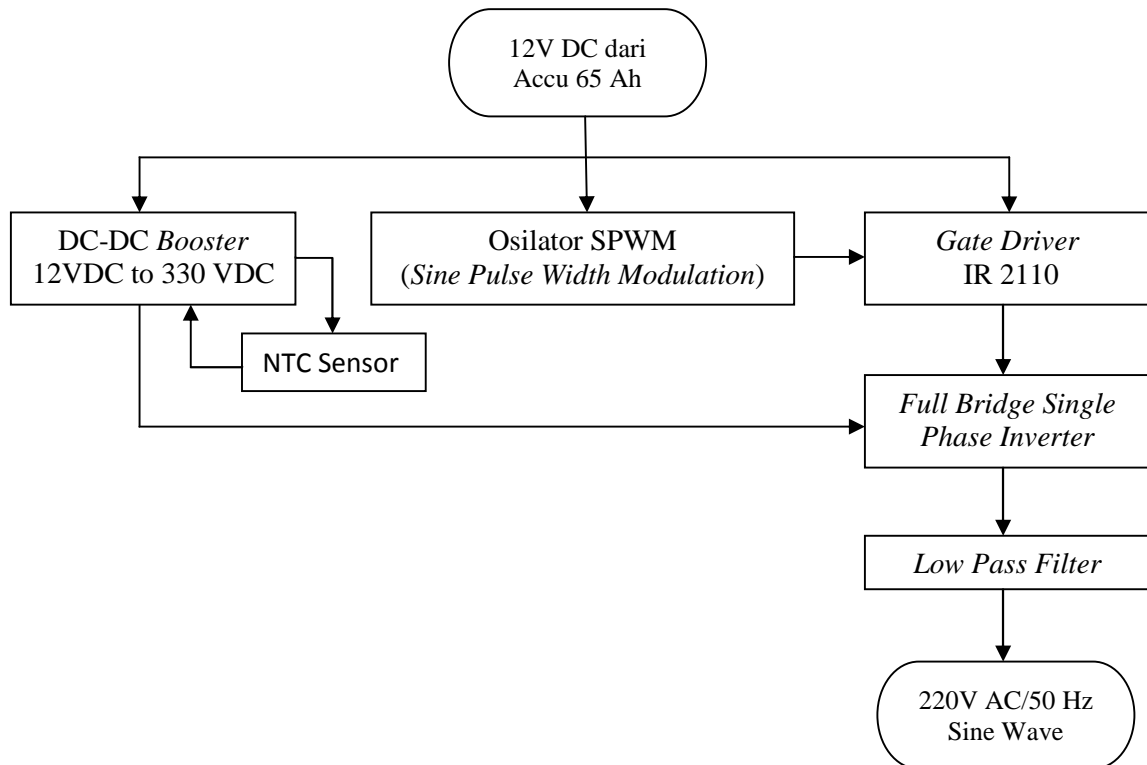 12V DC dari
Accu 65 Ah
DC-DC Booster
12VDC to 330 VDC
Osilator SPWM
(Sine Pulse Width Modulation)
Gate Driver
IR 2110
NTC Sensor
Full Bridge Single
Phase Inverter
Low Pass Filter
220V AC/50 Hz
Sine Wave